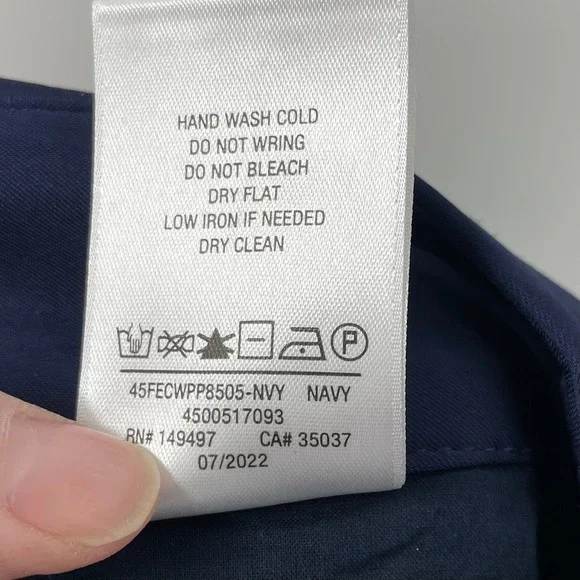 HAND WASH COLD
DO NOT WRING
DO NOT BLEACH
DRY FLAT
LOW IRON IF NEEDED
DRY CLEAN
P
45FECWPP8505-NVY NAVY
4500517093
RN# 149497 CA# 35037
07/2022